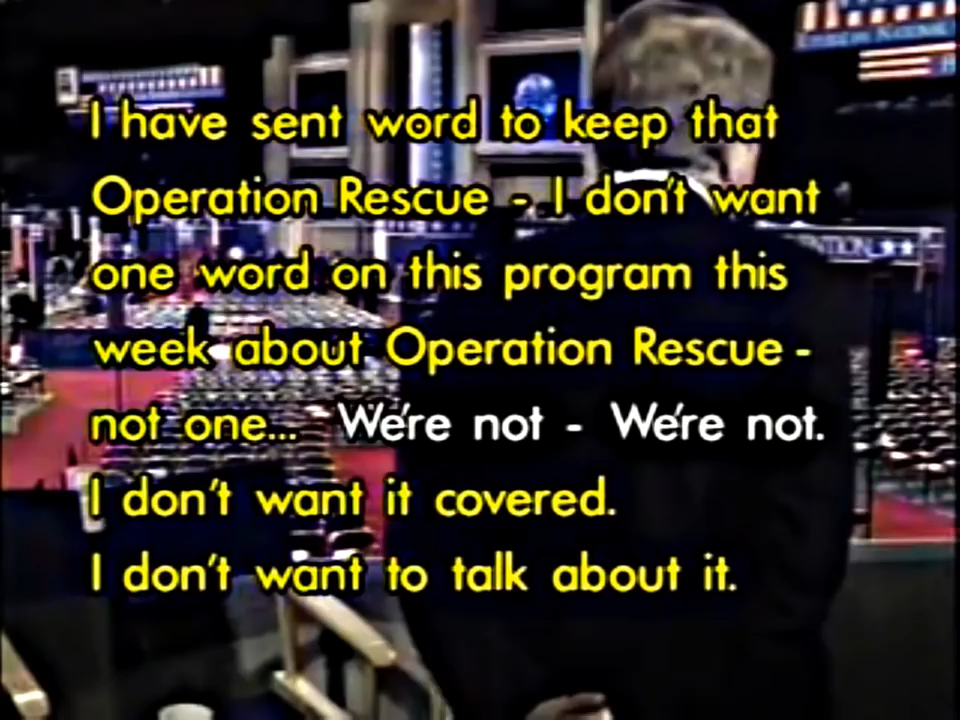 I have sent word to keep that
Operation Rescue - I don't want
one word on this program this
week about Operation Rescue -
not one... We're not - We're not.
I don't want it covered.
I don't want to talk about it.